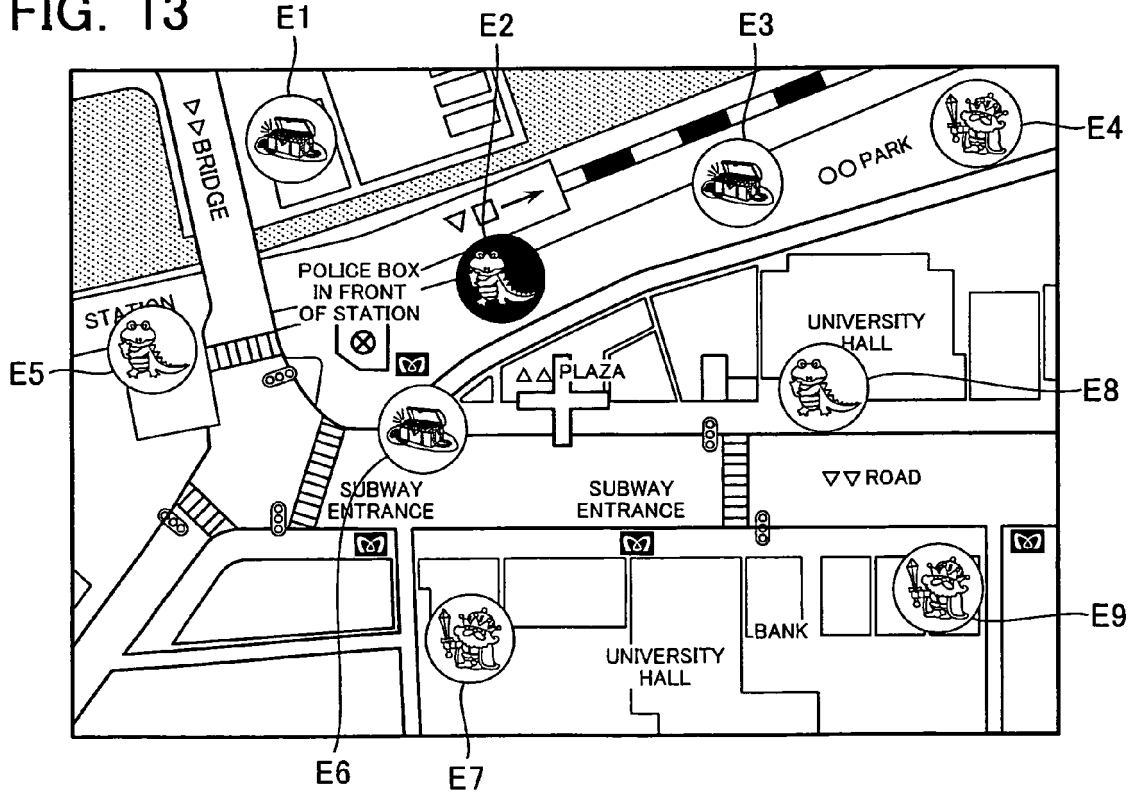 FIG. 13
E1
E2
E3
E4
▽▷BRIDGE
○○ PARK
▽□→
POLICE BOX
IN FRONT
OF STATION
STATION
E5
UNIVERSITY
HALL
△△ PLAZA
E8
SUBWAY
ENTRANCE
SUBWAY
ENTRANCE
▽▽ ROAD
E9
BANK
UNIVERSITY
HALL
E6
E7